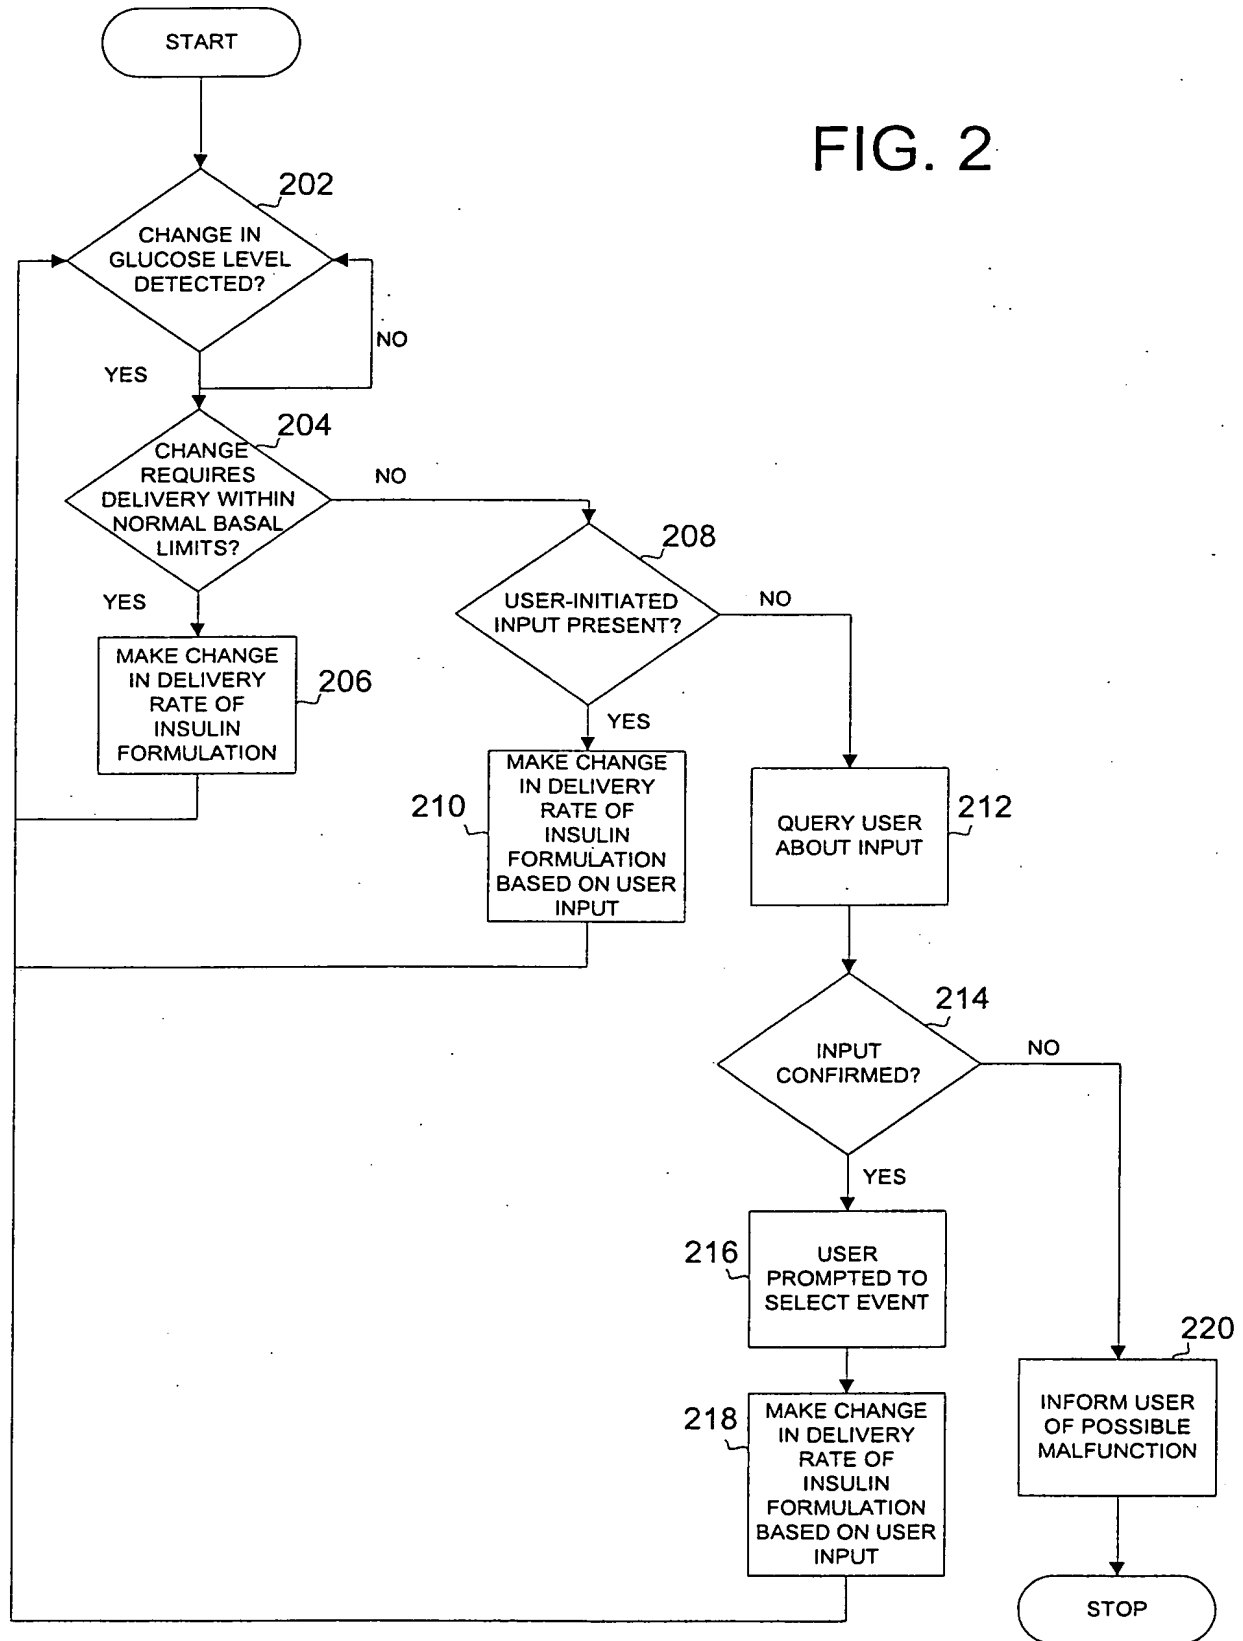 START
FIG. 2
202
CHANGE IN
GLUCOSE LEVEL
DETECTED?
NO
YES
204
CHANGE
REQUIRES
DELIVERY WITHIN
NORMAL BASAL
LIMITS?
NO
YES
208
USER-INITIATED
INPUT PRESENT?
NO
YES
MAKE CHANGE
IN DELIVERY
RATE OF
INSULIN
FORMULATION
206
210
MAKE CHANGE
IN DELIVERY
RATE OF
INSULIN
FORMULATION
BASED ON USER
INPUT
QUERY USER
ABOUT INPUT
212
214
INPUT
CONFIRMED?
NO
YES
216
USER
PROMPTED TO
SELECT EVENT
218
MAKE CHANGE
IN DELIVERY
RATE OF
INSULIN
FORMULATION
BASED ON USER
INPUT
220
INFORM USER
OF POSSIBLE
MALFUNCTION
STOP